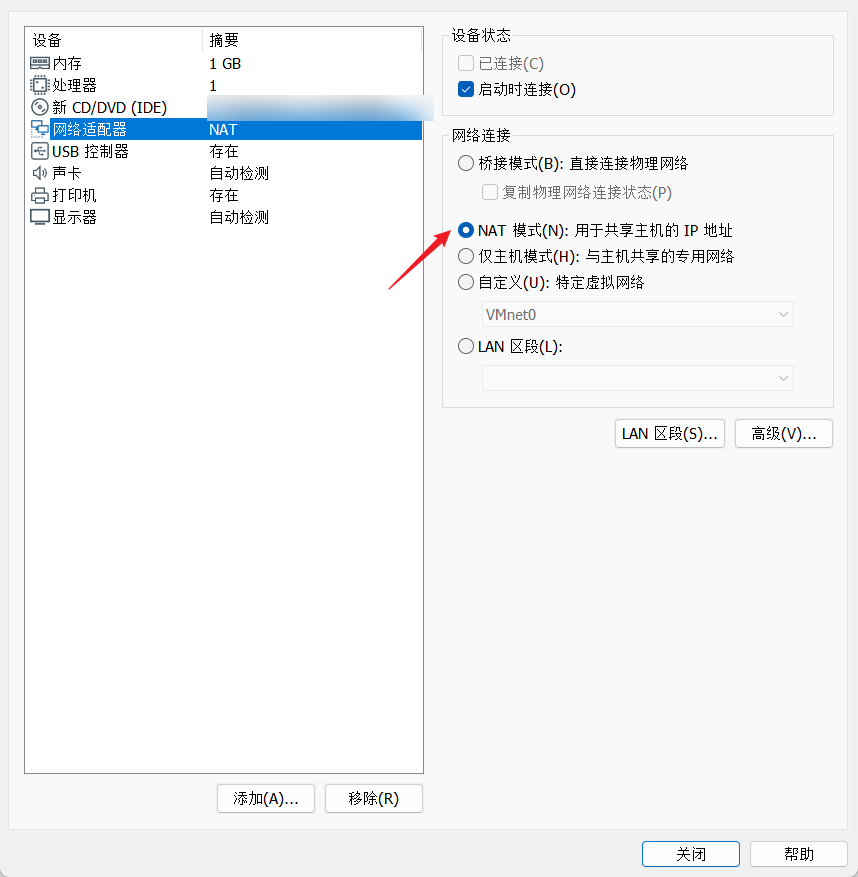 设备 摘要
内存 1 GB
处理器 1
新 CD/DVD (IDE)
网络适配器 NAT
USB 控制器 存在
声卡 自动检测
打印机 存在
显示器 自动检测
添加(A)... 移除(R)
设备状态
已连接(C)
启动时连接(O)
网络连接
桥接模式(B): 直接连接物理网络
复制物理网络连接状态(P)
NAT 模式(N): 用于共享主机的 IP 地址
仅主机模式(H): 与主机共享的专用网络
自定义(U): 特定虚拟网络
VMnet0
LAN 区段(L):
LAN 区段(S)... 高级(V)...
关闭 帮助